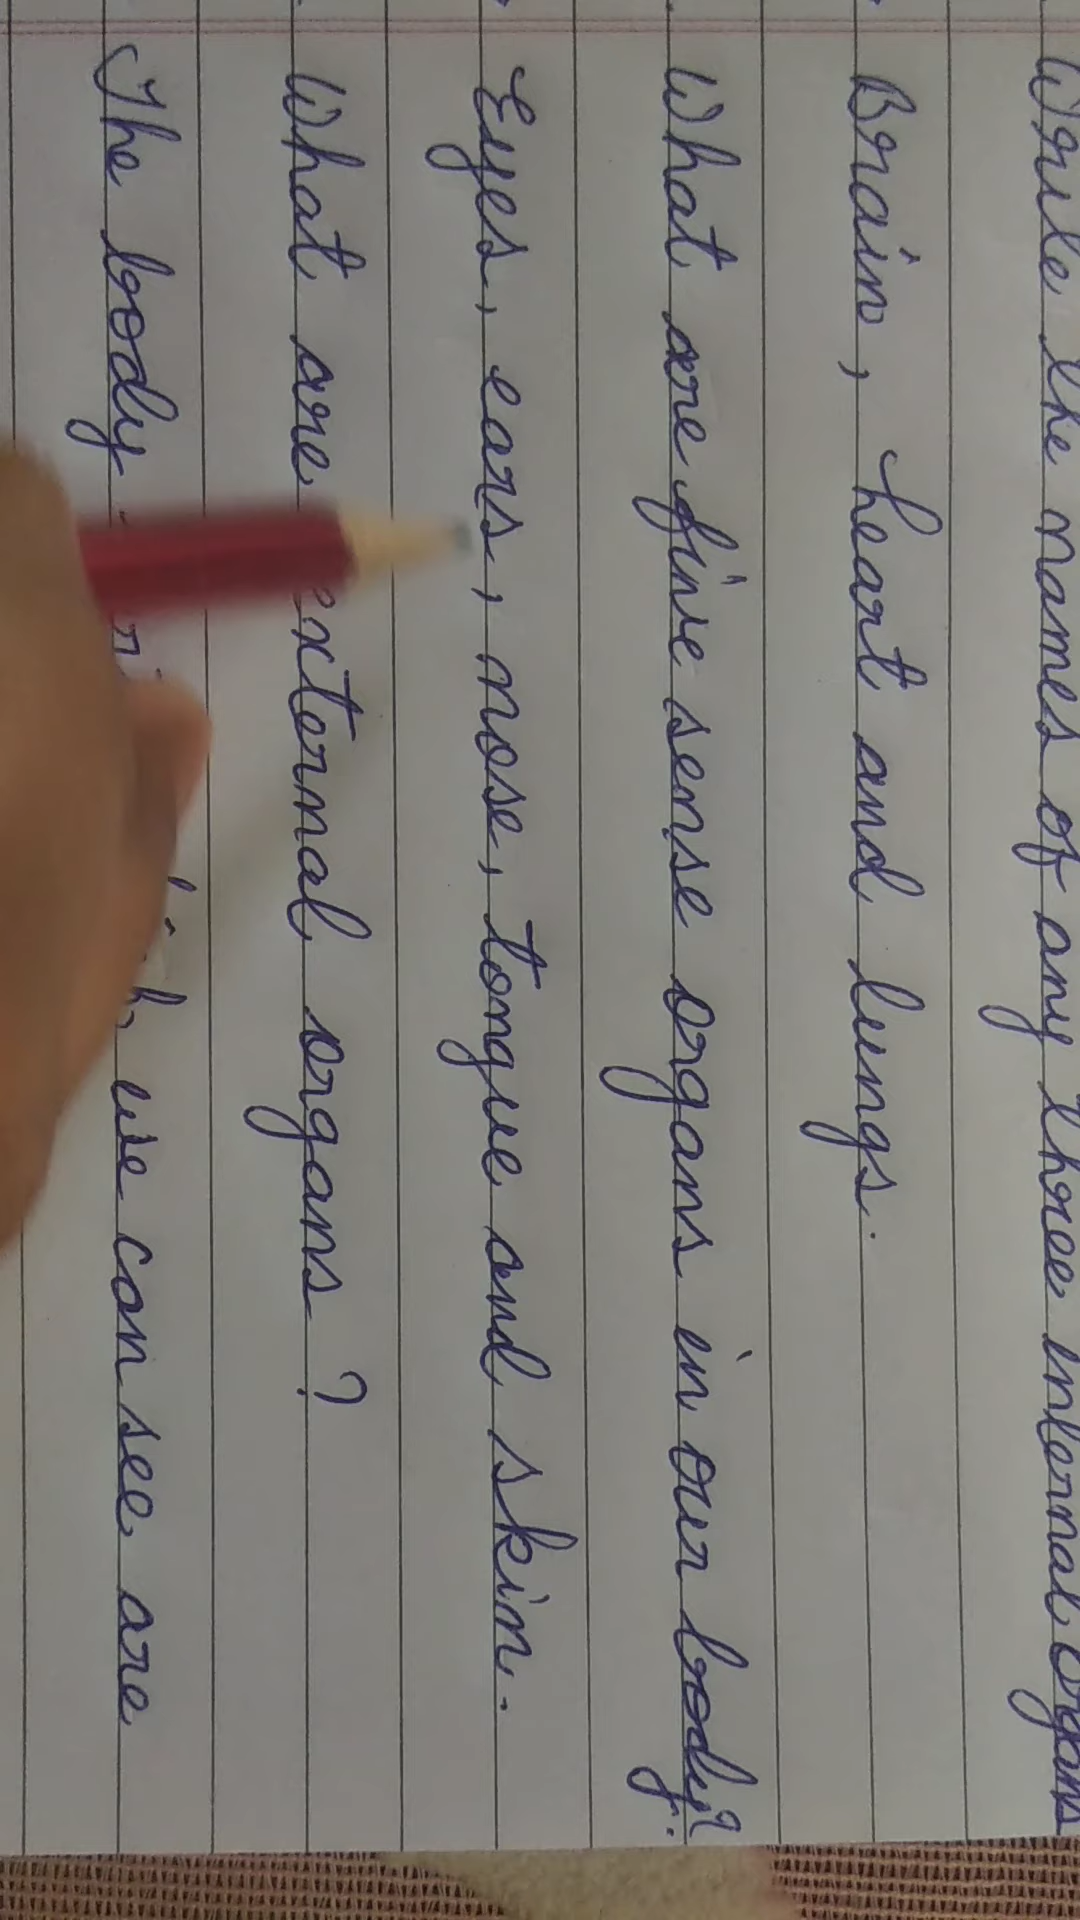 Write the names of any three internal organs
Brain, heart and lungs.
What are five sense organs in our body?
Eyes, ears, nose, tongue and skin.
What are external organs?
The body we can see are